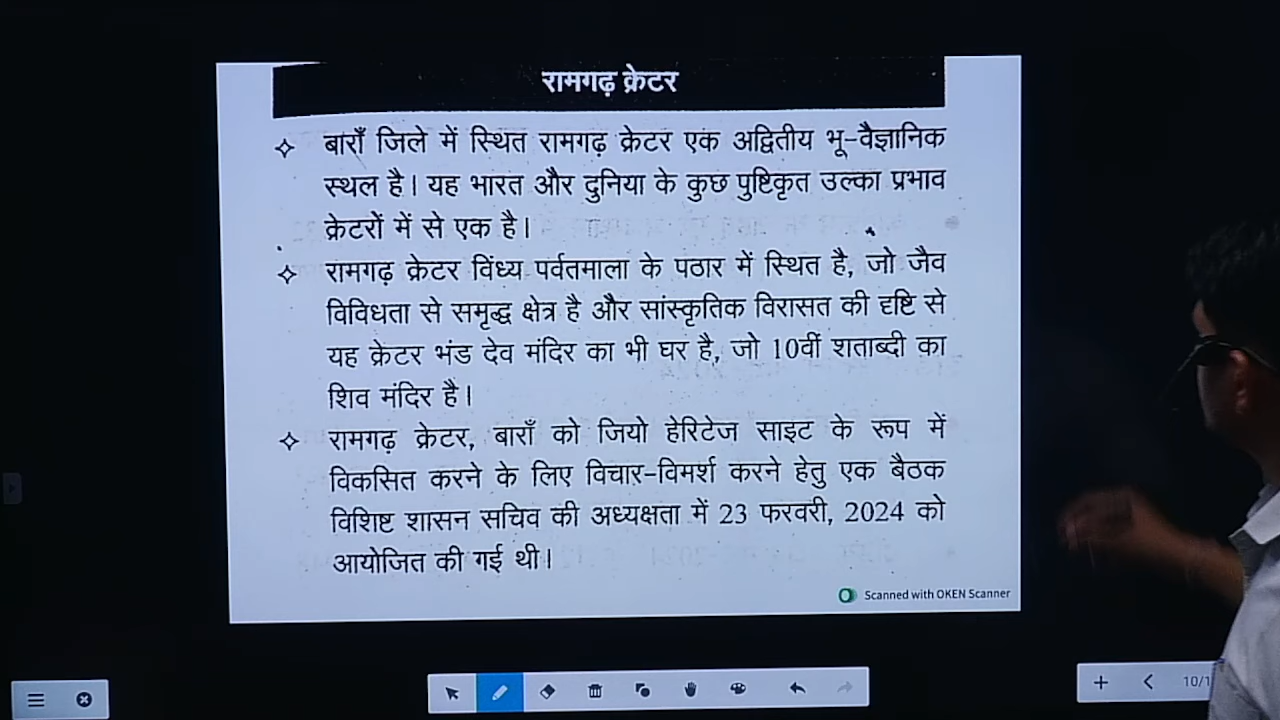 रामगढ़ क्रेटर
✧ बाराँ जिले में स्थित रामगढ़ क्रेटर एक अद्वितीय भू-वैज्ञानिक
स्थल है। यह भारत और दुनिया के कुछ पुष्टिकृत उल्का प्रभाव
क्रेटरों में से एक है।
✧ रामगढ़ क्रेटर विंध्य पर्वतमाला के पठार में स्थित है, जो जैव
विविधता से समृद्ध क्षेत्र है और सांस्कृतिक विरासत की दृष्टि से
यह क्रेटर भंड देव मंदिर का भी घर है, जो 10वीं शताब्दी का
शिव मंदिर है।
✧ रामगढ़ क्रेटर, बाराँ को जियो हेरिटेज साइट के रूप में
विकसित करने के लिए विचार-विमर्श करने हेतु एक बैठक
विशिष्ट शासन सचिव की अध्यक्षता में 23 फरवरी, 2024 को
आयोजित की गई थी।
Scanned with OKEN Scanner